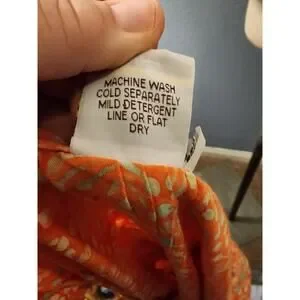 MACHINE WASH
COLD SEPARATELY
MILD DETERGENT
LINE OR FLAT
DRY